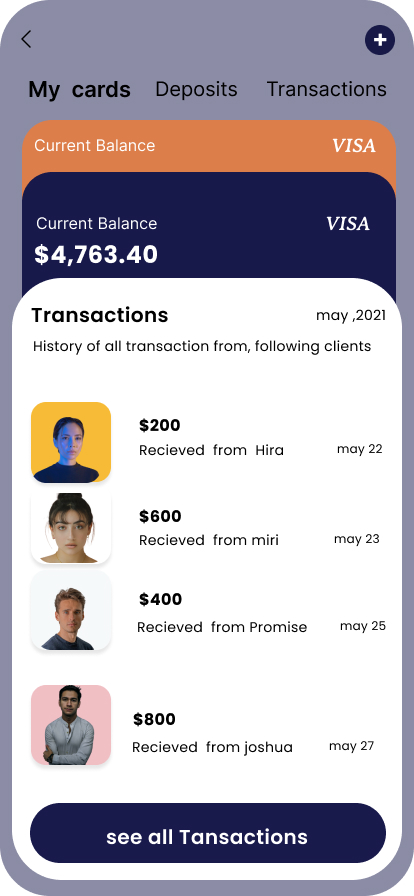 My cards Deposits Transactions
Current Balance VISA
Current Balance VISA
$4,763.40
Transactions may ,2021
History of all transaction from, following clients
$200
Recieved from Hira may 22
$600
Recieved from miri may 23
$400
Recieved from Promise may 25
$800
Recieved from joshua may 27
see all Tansactions